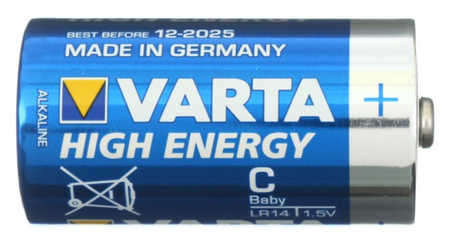 BEST BEFORE 12-2025
MADE IN GERMANY
ALKALINE
VARTA +
HIGH ENERGY
C
Baby
LR14 1.5V